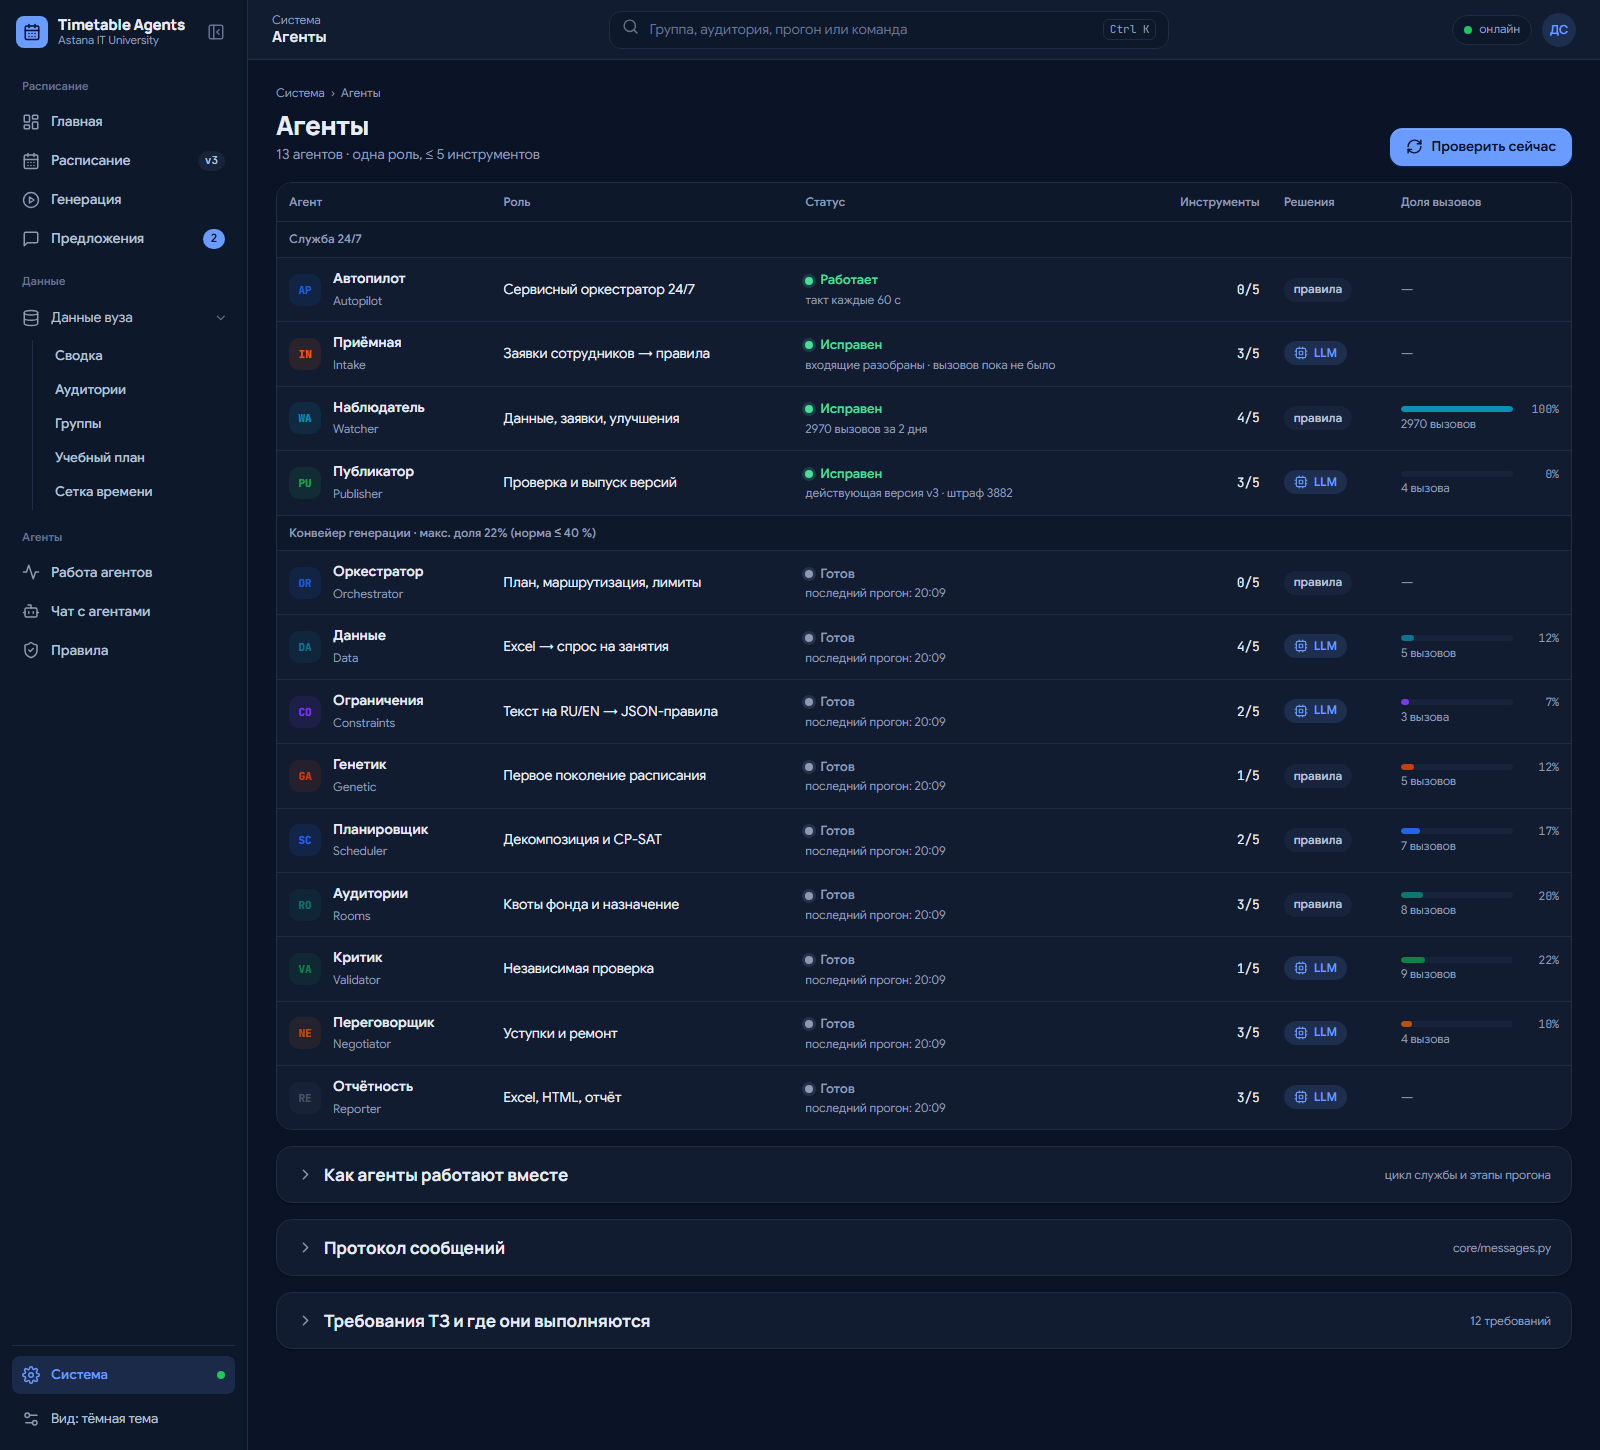 Timetable Agents
Astana IT University
Расписание
Главная
Расписание v3
Генерация
Предложения 2
Данные
Данные вуза
Сводка
Аудитории
Группы
Учебный план
Сетка времени
Агенты
Работа агентов
Чат с агентами
Правила
Система
Вид: тёмная тема
Система
Агенты
Группа, аудитория, прогон или команда Ctrl K
онлайн
ДС
Система › Агенты
Агенты
13 агентов · одна роль, ≤ 5 инструментов
Проверить сейчас
Агент Роль Статус Инструменты Решения Доля вызовов
Служба 24/7
AP Автопилот Autopilot Сервисный оркестратор 24/7 Работает такт каждые 60 с 0/5 правила —
IN Приёмная Intake Заявки сотрудников → правила Исправен входящие разобраны · вызовов пока не было 3/5 LLM —
WA Наблюдатель Watcher Данные, заявки, улучшения Исправен 2970 вызовов за 2 дня 4/5 правила 100% 2970 вызовов
PU Публикатор Publisher Проверка и выпуск версий Исправен действующая версия v3 · штраф 3882 3/5 LLM 0% 4 вызова
Конвейер генерации · макс. доля 22% (норма ≤ 40 %)
OR Оркестратор Orchestrator План, маршрутизация, лимиты Готов последний прогон: 20:09 0/5 правила —
DA Данные Data Excel → спрос на занятия Готов последний прогон: 20:09 4/5 LLM 12% 5 вызовов
CO Ограничения Constraints Текст на RU/EN → JSON-правила Готов последний прогон: 20:09 2/5 LLM 7% 3 вызова
GA Генетик Genetic Первое поколение расписания Готов последний прогон: 20:09 1/5 правила 12% 5 вызовов
SC Планировщик Scheduler Декомпозиция и CP-SAT Готов последний прогон: 20:09 2/5 правила 17% 7 вызовов
RO Аудитории Rooms Квоты фонда и назначение Готов последний прогон: 20:09 3/5 правила 20% 8 вызовов
VA Критик Validator Независимая проверка Готов последний прогон: 20:09 1/5 LLM 22% 9 вызовов
NE Переговорщик Negotiator Уступки и ремонт Готов последний прогон: 20:09 3/5 LLM 10% 4 вызова
RE Отчётность Reporter Excel, HTML, отчёт Готов последний прогон: 20:09 3/5 LLM —
Как агенты работают вместе цикл службы и этапы прогона
Протокол сообщений core/messages.py
Требования ТЗ и где они выполняются 12 требований